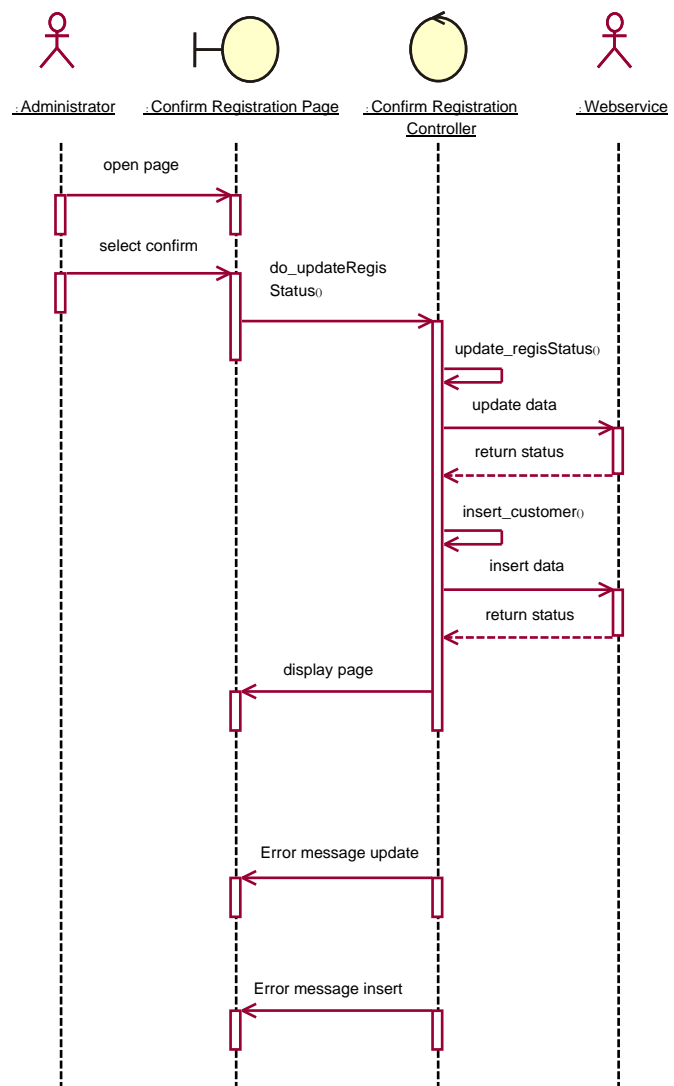 : Administrator
: Confirm Registration Page
: Confirm Registration
Controller
: Webservice
open page
select confirm
do_updateRegis
Status()
update_regisStatus()
update data
return status
insert_customer()
insert data
return status
display page
Error message update
Error message insert